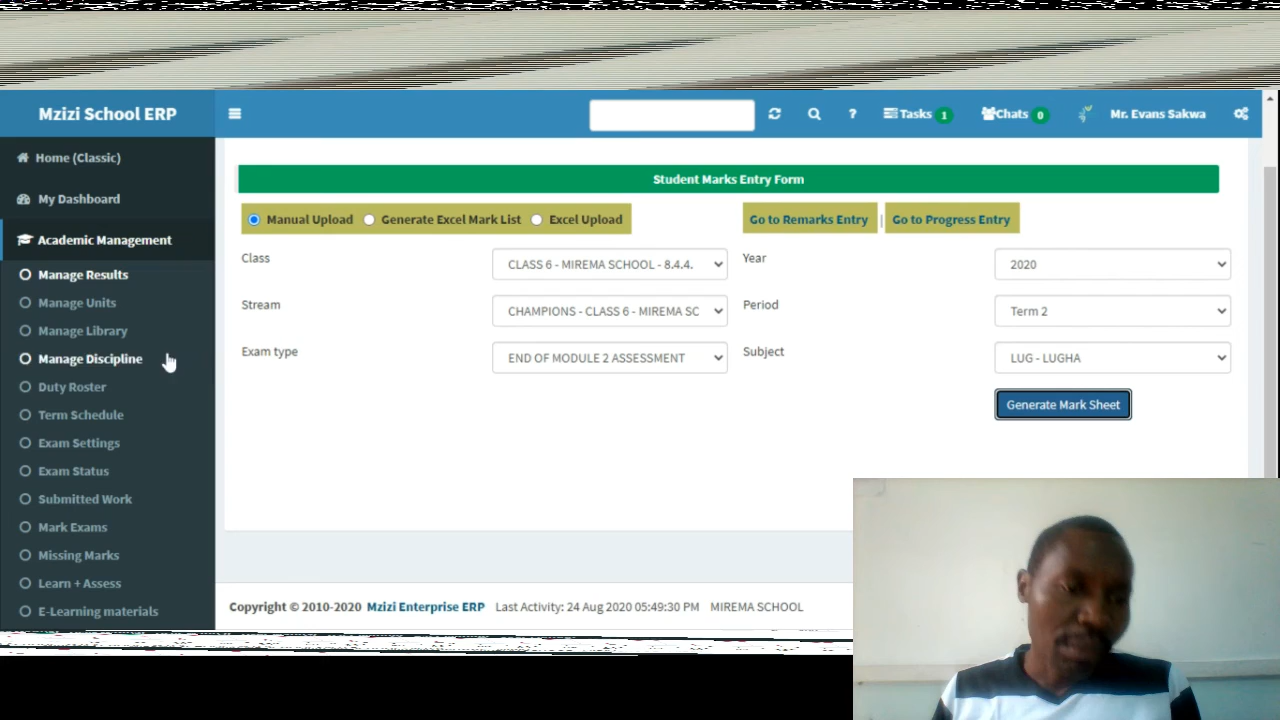 Mzizi School ERP
Tasks 1
Chats 0
Mr. Evans Sakwa
Home (Classic)
My Dashboard
Academic Management
Manage Results
Manage Units
Manage Library
Manage Discipline
Duty Roster
Term Schedule
Exam Settings
Exam Status
Submitted Work
Mark Exams
Missing Marks
Learn + Assess
E-Learning materials
Student Marks Entry Form
Manual Upload Generate Excel Mark List Excel Upload
Go to Remarks Entry | Go to Progress Entry
Class CLASS 6 - MIREMA SCHOOL - 8.4.4. Year 2020
Stream CHAMPIONS - CLASS 6 - MIREMA SC Period Term 2
Exam type END OF MODULE 2 ASSESSMENT Subject LUG - LUGHA
Generate Mark Sheet
Copyright © 2010-2020 Mzizi Enterprise ERP Last Activity: 24 Aug 2020 05:49:30 PM MIREMA SCHOOL